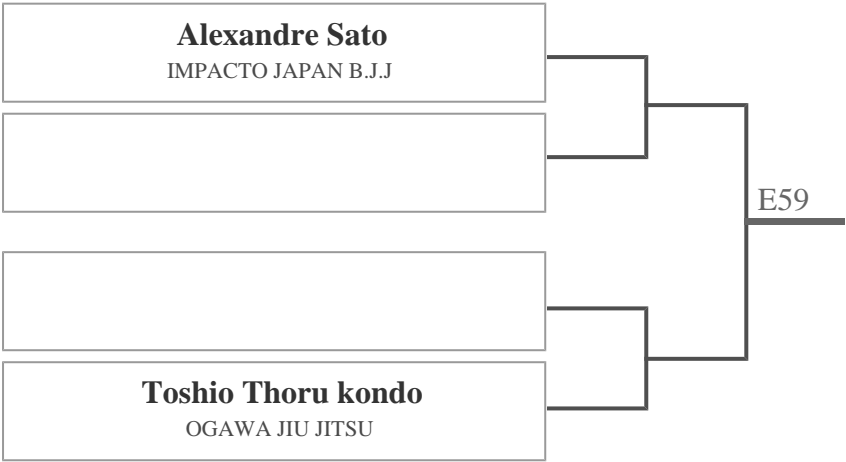 Alexandre Sato
IMPACTO JAPAN B.J.J
E59
Toshio Thoru kondo
OGAWA JIU JITSU